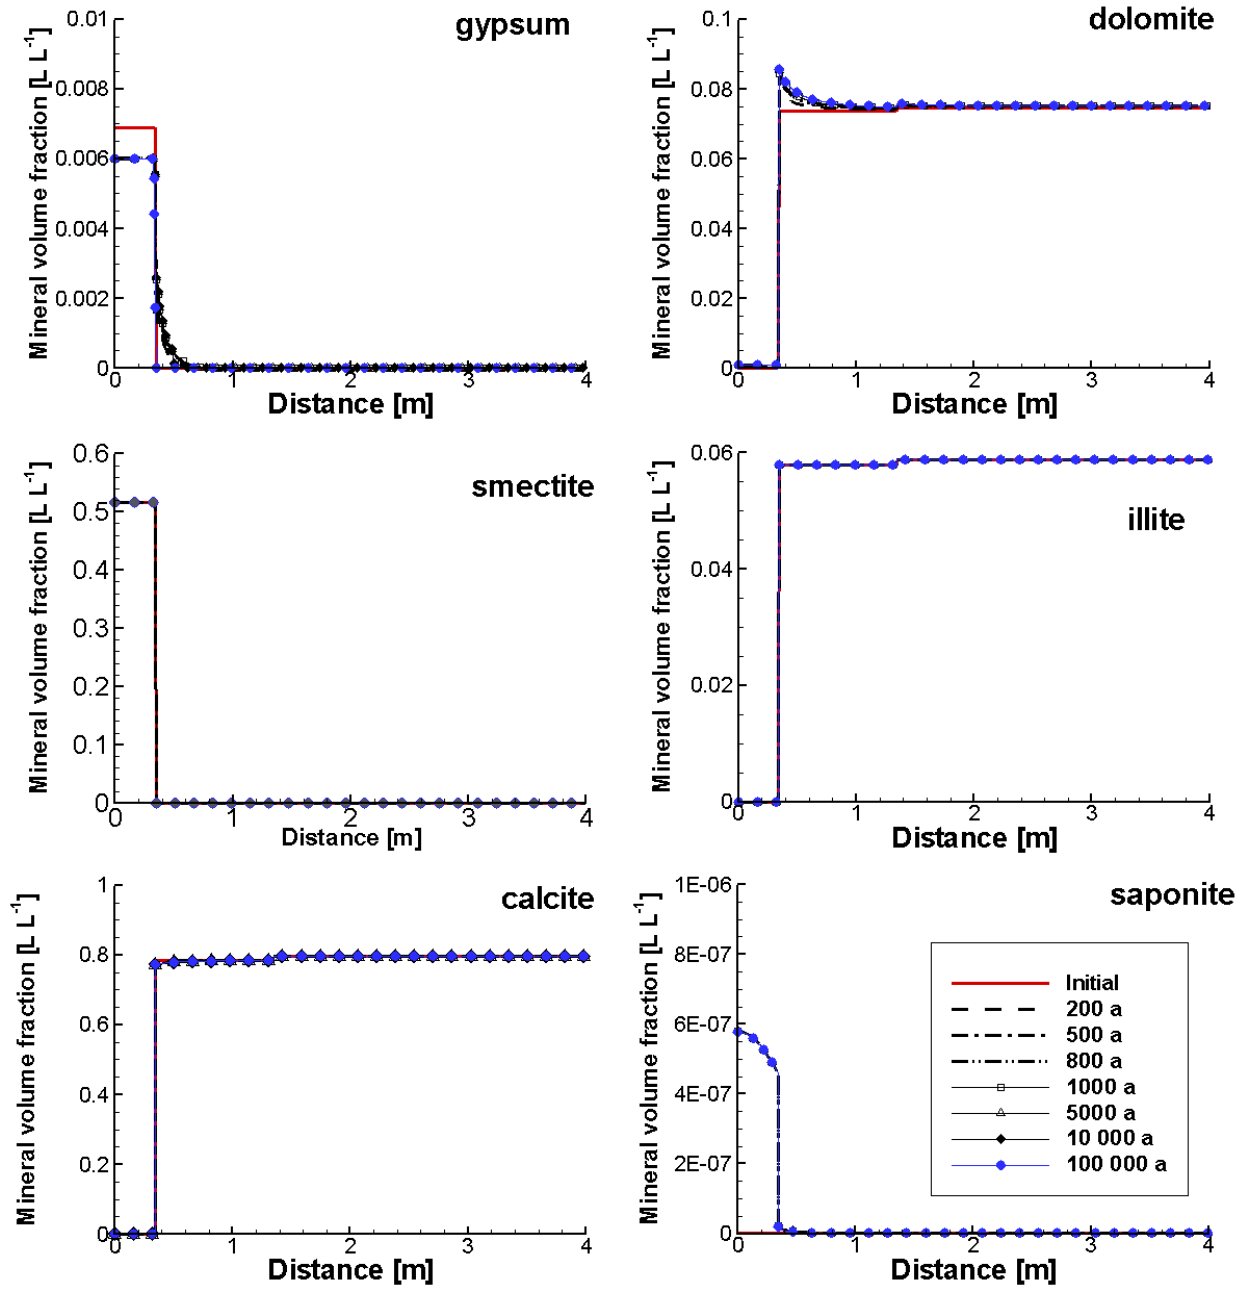 gypsum
Mineral volume fraction [L L-1]
0.01
0.008
0.006
0.004
0.002
0
0 1 2 3 4
Distance [m]
dolomite
Mineral volume fraction [L L-1]
0.1
0.08
0.06
0.04
0.02
0
0 1 2 3 4
Distance [m]
smectite
Mineral volume fraction [L L-1]
0.6
0.5
0.4
0.3
0.2
0.1
0
0 1 2 3 4
Distance [m]
illite
Mineral volume fraction [L L-1]
0.06
0.04
0.02
0
0 1 2 3 4
Distance [m]
calcite
Mineral volume fraction [L L-1]
1
0.8
0.6
0.4
0.2
0
0 1 2 3 4
Distance [m]
saponite
Mineral volume fraction [L L-1]
1E-06
8E-07
6E-07
4E-07
2E-07
0
0 1 2 3 4
Distance [m]
Initial
200 a
500 a
800 a
1000 a
5000 a
10 000 a
100 000 a